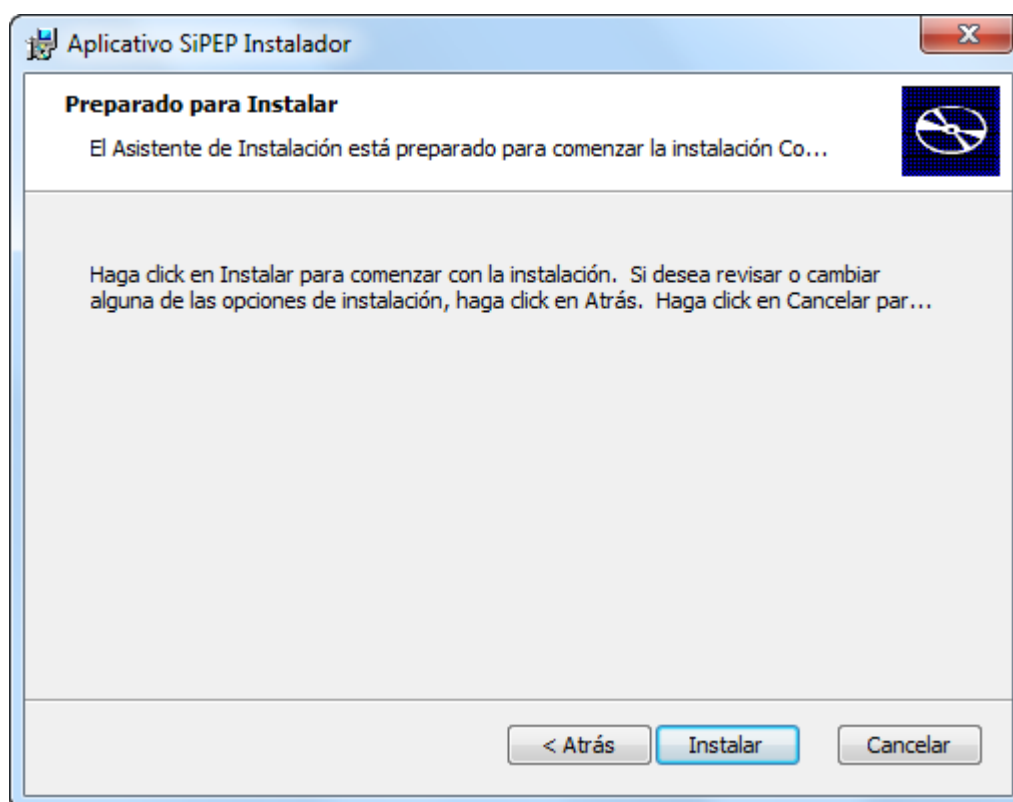 Aplicativo SiPEP Instalador
Preparado para Instalar
El Asistente de Instalación está preparado para comenzar la instalación Co...
Haga click en Instalar para comenzar con la instalación.  Si desea revisar o cambiar
alguna de las opciones de instalación, haga click en Atrás.  Haga click en Cancelar par...
< Atrás
Instalar
Cancelar